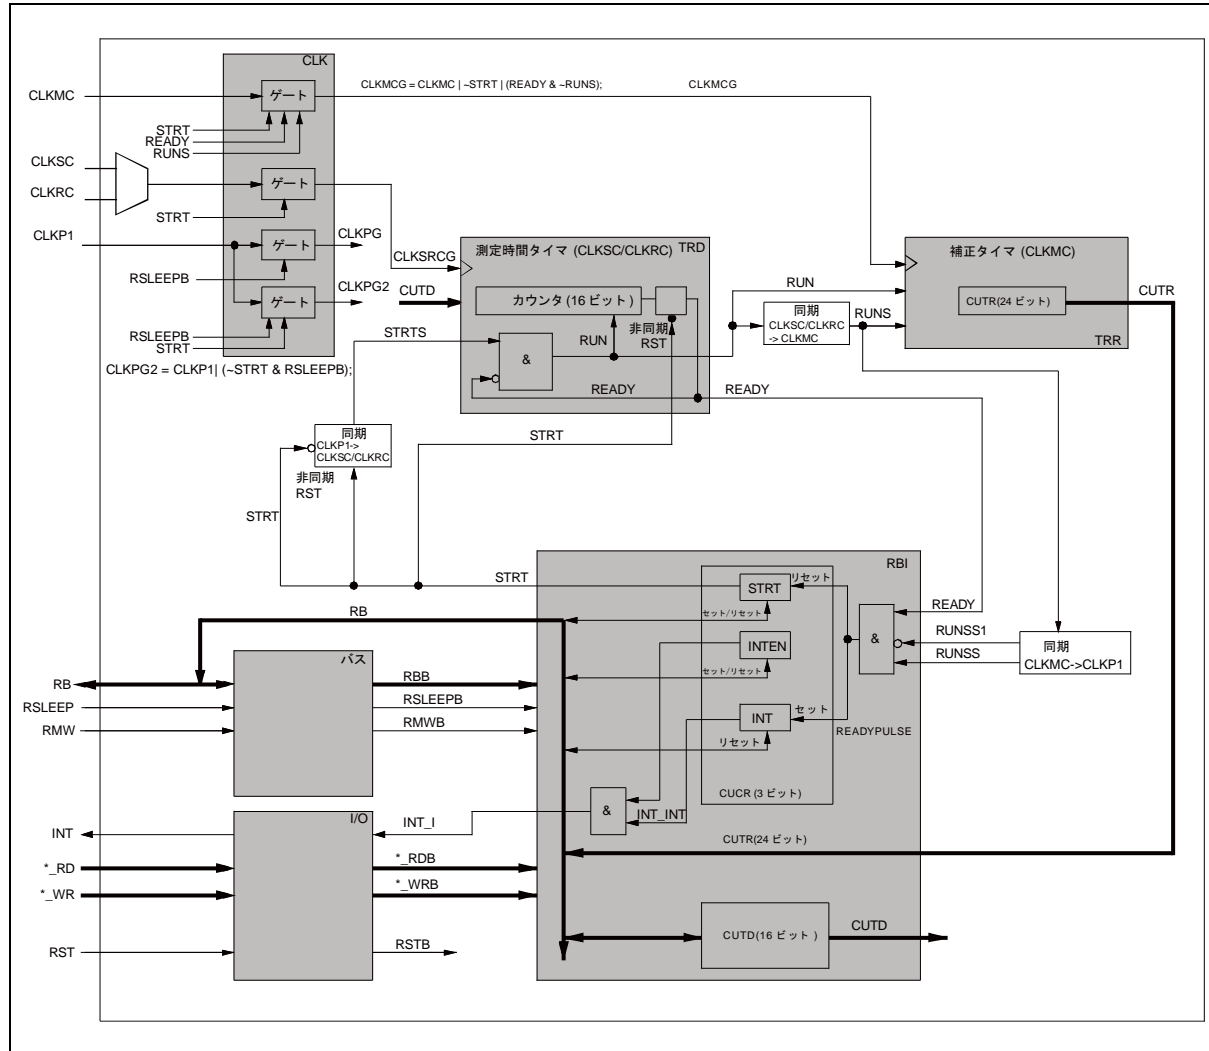 CLK
CLKMC
ゲート
CLKMCG = CLKMC | ~STRT | (READY & ~RUNS);
CLKMCG
STRT
READY
RUNS
CLKSC
CLKRC
ゲート
STRT
CLKP1
ゲート
CLKPG
RSLEEPB
ゲート
CLKPG2
RSLEEPB
STRT
CLKPG2 = CLKP1| (~STRT & RSLEEPB);
CLKSRCG
CUTD
測定時間タイマ (CLKSC/CLKRC)
TRD
カウンタ (16 ビット)
非同期
RST
RUN
STRTS
&
READY
READY
RUN
同期
CLKSC/CLKRC
-> CLKMC
RUNS
補正タイマ (CLKMC)
CUTR(24 ビット)
TRR
CUTR
同期
CLKP1->
CLKSC/CLKRC
非同期
RST
STRT
STRT
STRT
RBI
STRT
リセット
セット/リセット
INTEN
セット/リセット
INT
セット
リセット
READYPULSE
CUCR (3 ビット)
&
READY
RUNSS1
RUNSS
同期
CLKMC->CLKP1
RB
バス
RB
RBB
RSLEEP
RSLEEPB
RMW
RMWB
I/O
INT
INT_I
&
INT_INT
*_RD
*_RDB
*_WR
*_WRB
RST
RSTB
CUTR(24 ビット)
CUTD(16 ビット )
CUTD